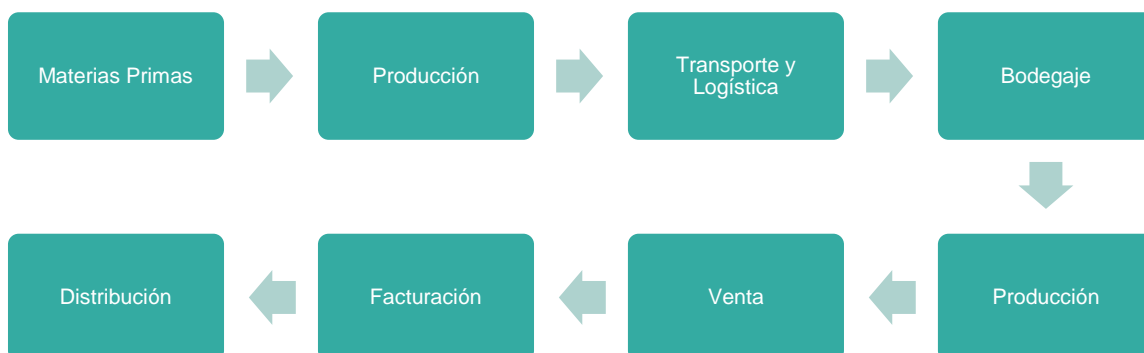 Materias Primas
Producción
Transporte y
Logística
Bodegaje
Distribución
Facturación
Venta
Producción